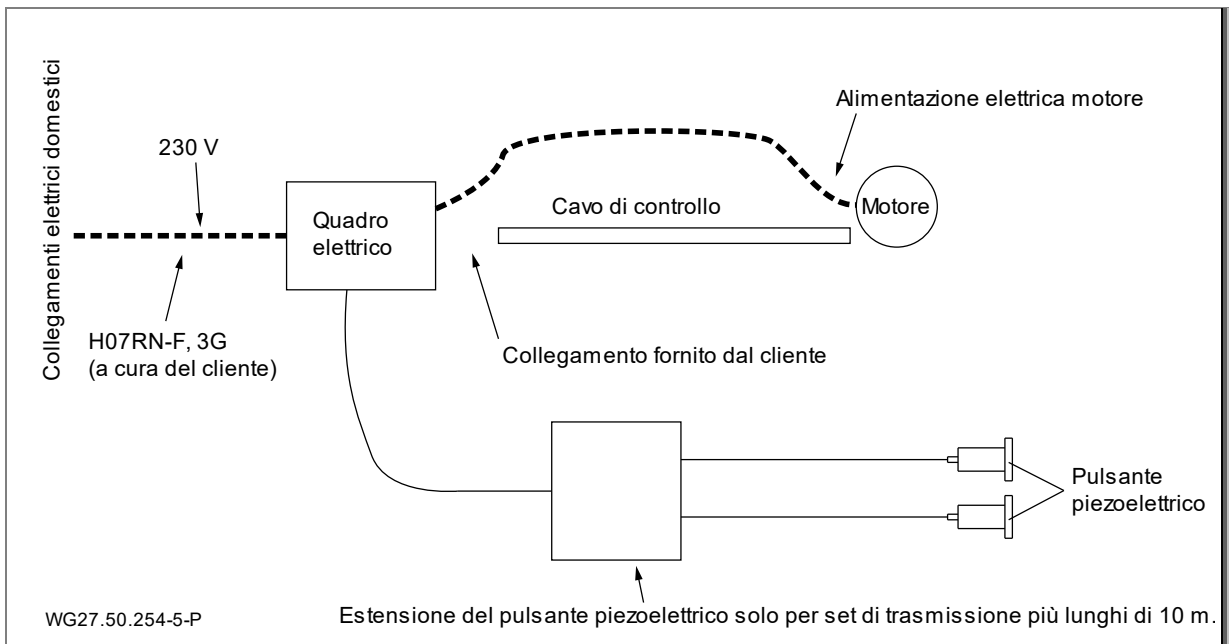 Collegamenti elettrici domestici
230 V
H07RN-F, 3G
(a cura del cliente)
Quadro
elettrico
Alimentazione elettrica motore
Cavo di controllo
Motore
Collegamento fornito dal cliente
Pulsante
piezoelettrico
Estensione del pulsante piezoelettrico solo per set di trasmissione più lunghi di 10 m.
WG27.50.254-5-P